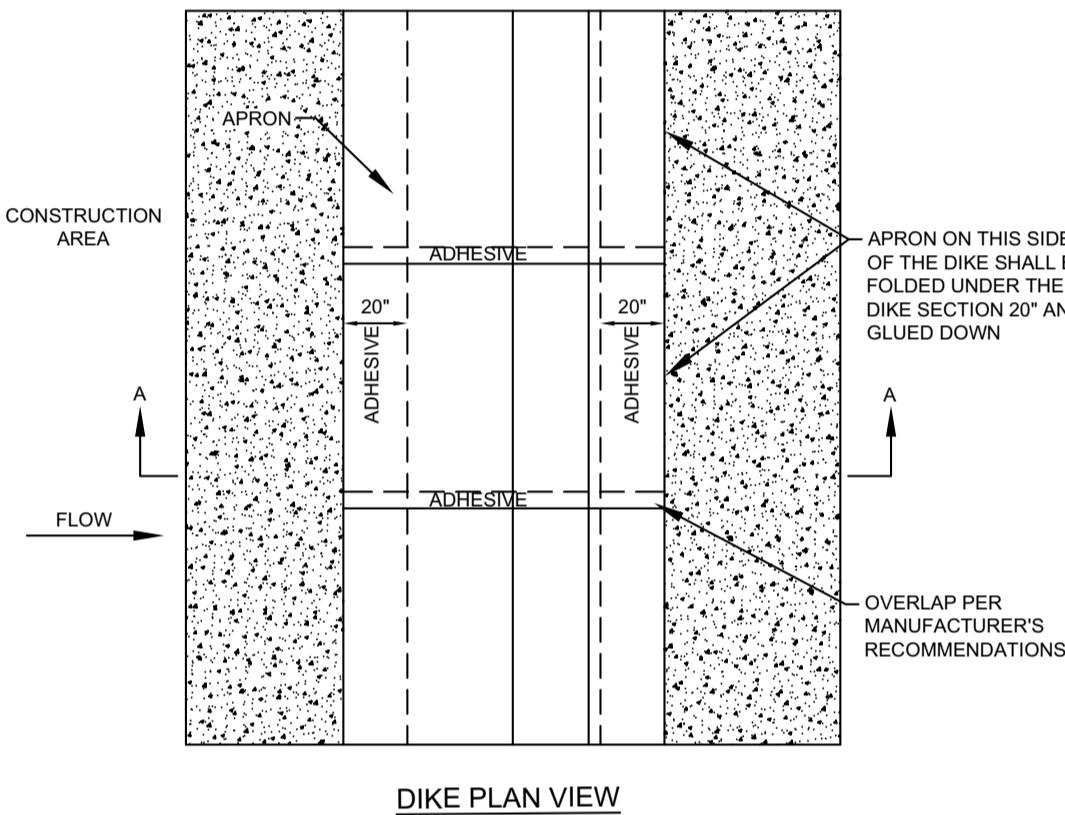 APRON
CONSTRUCTION
AREA
ADHESIVE
APRON ON THIS SIDE
OF THE DIKE SHALL
FOLDED UNDER THE
DIKE SECTION 20"
GLUED DOWN
20"
20"
ADHESIVE
ADHESIVE
A
A
ADHESIVE
FLOW
OVERLAP PER
MANUFACTURER'S
RECOMMENDATIONS
DIKE PLAN VIEW